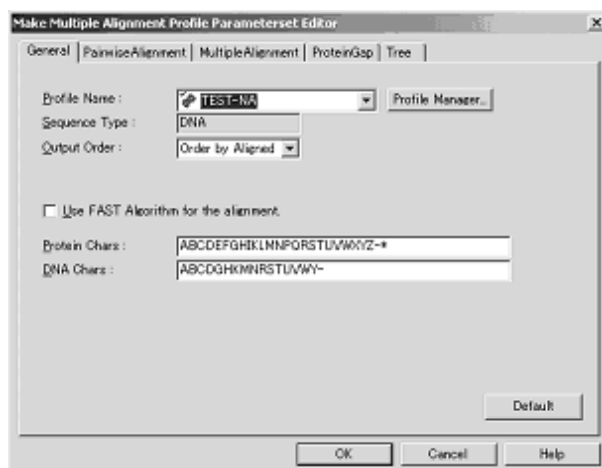 Make Multiple Alignment Profile Parameterset Editor
General PairwiseAlignment MultipleAlignment ProteinGap Tree
Profile Name : TEST-NA Profile Manager...
Sequence Type : DNA
Output Order : Order by Aligned
Use FAST Algorithm for the alignment.
Protein Chars : ABCDEFGHIKLMNPQRSTUVWXYZ-*
DNA Chars : ABCDGHKMNRSTUVWY-
Default
OK Cancel Help